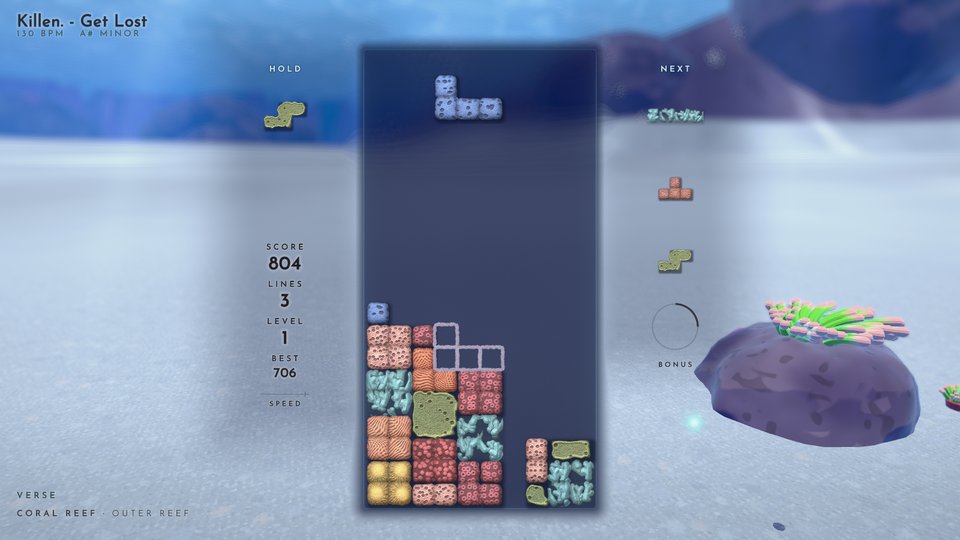 Killen. - Get Lost
130 BPM A# MINOR
HOLD
NEXT
SCORE
804
LINES
3
LEVEL
1
BEST
706
SPEED
BONUS
VERSE
CORAL REEF · OUTER REEF